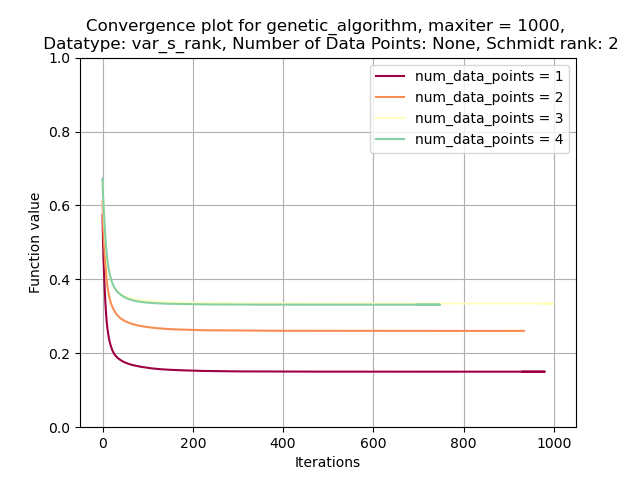 Convergence plot for genetic_algorithm, maxiter = 1000,
Datatype: var_s_rank, Number of Data Points: None, Schmidt rank: 2
1.0
0.8
0.6
0.4
0.2
0.0
Function value
num_data_points = 1
num_data_points = 2
num_data_points = 3
num_data_points = 4
0
200
400
600
800
1000
Iterations